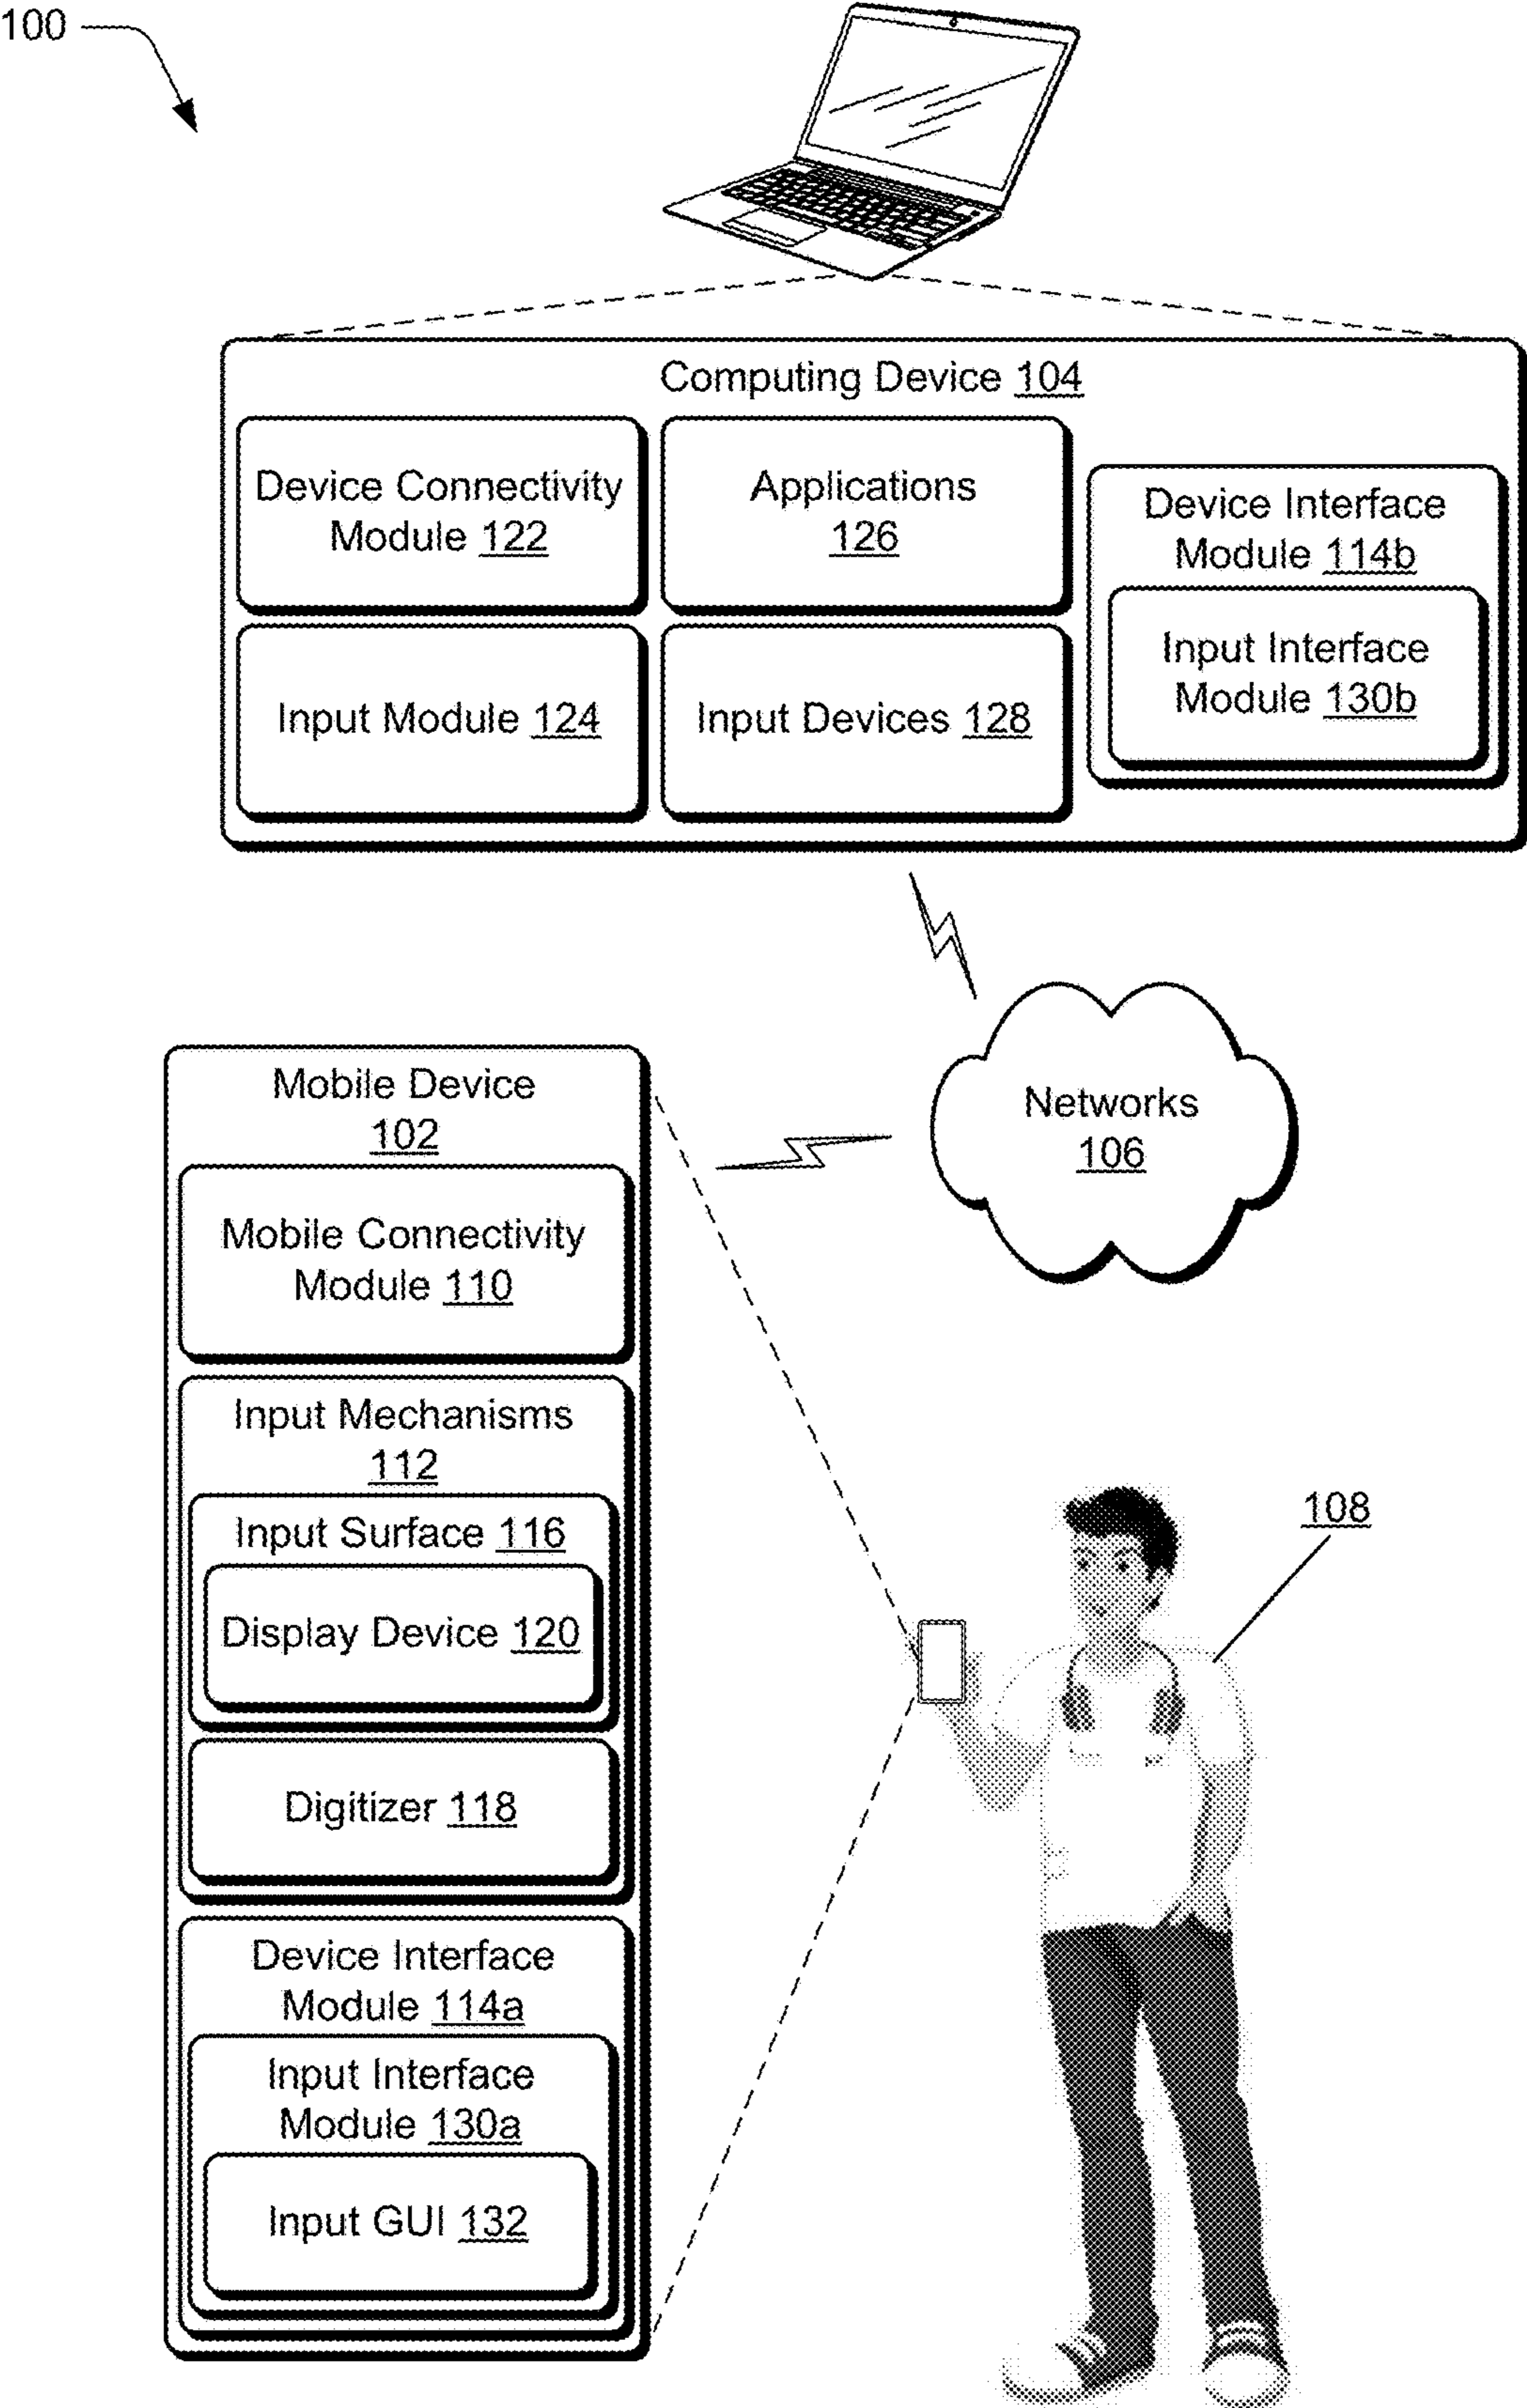 100
Computing Device 104
Device Connectivity
Module 122
Applications
126
Device Interface
Module 114b
Input Interface
Module 130b
Input Module 124
Input Devices 128
Networks
106
Mobile Device
102
Mobile Connectivity
Module 110
Input Mechanisms
112
Input Surface 116
Display Device 120
Digitizer 118
Device Interface
Module 114a
Input Interface
Module 130a
Input GUI 132
108